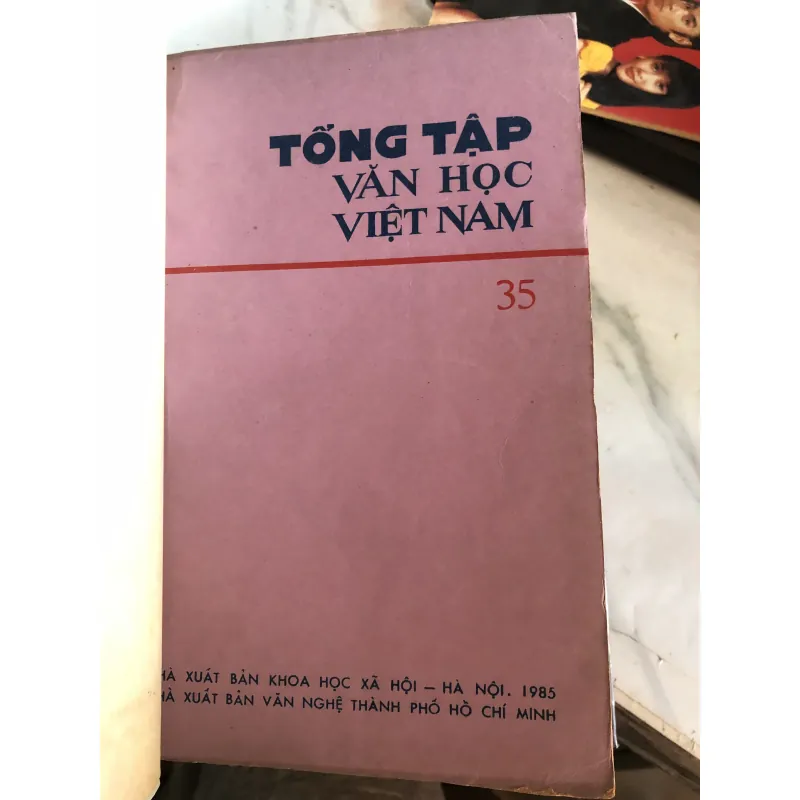 TỔNG TẬP
VĂN HỌC
VIỆT NAM
35
HÀ XUẤT BẢN KHOA HỌC XÃ HỘI – HÀ NỘI. 1985
HÀ XUẤT BẢN VĂN NGHỆ THÀNH PHỐ HỒ CHÍ MINH